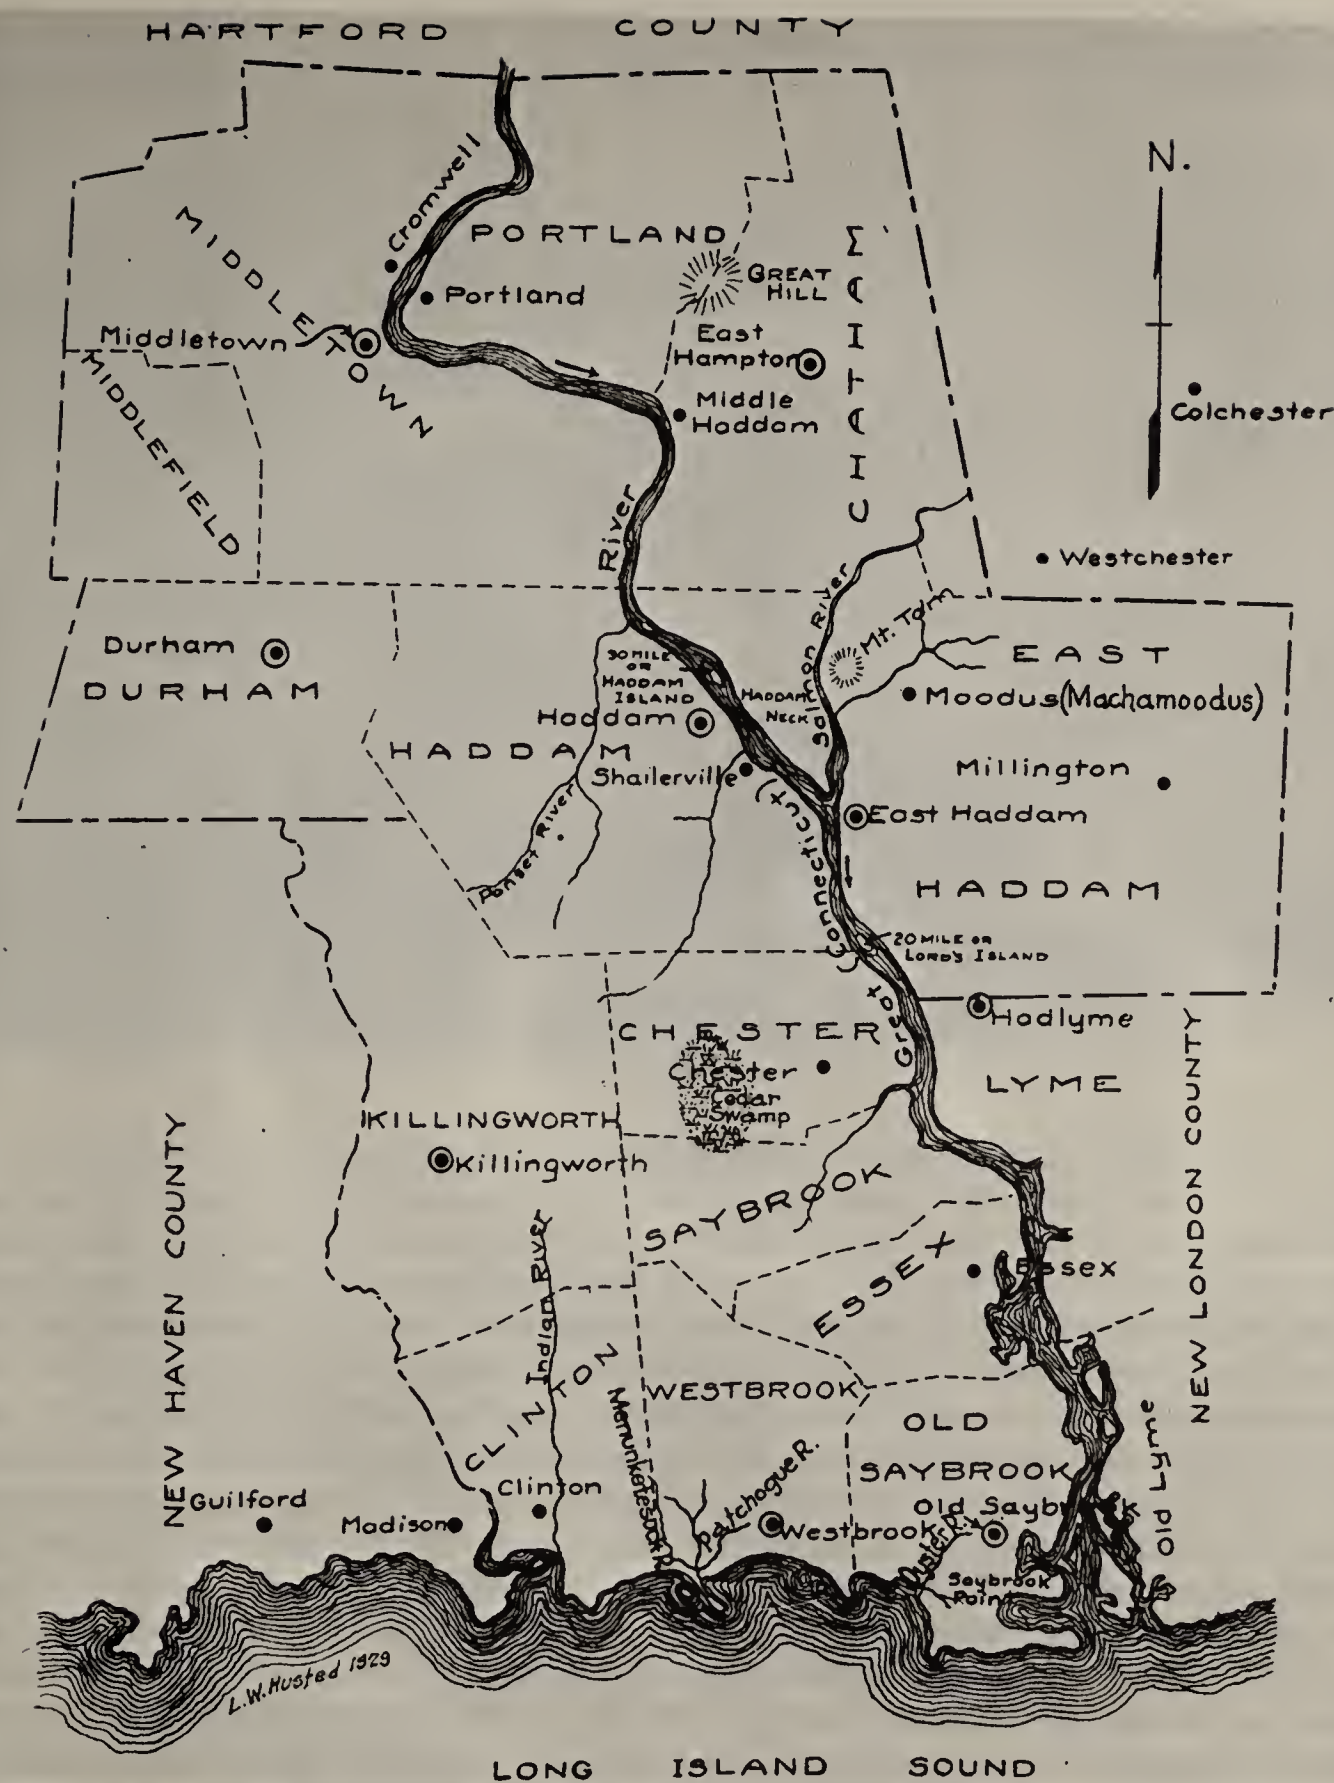 HARTFORD COUNTY
N.
Cromwell
PORTLAND
MIDDLETOWN
GREAT
HILL
Portland
CHATHAM
Middletown
East
Hampton
MIDDLEFIELD
Middle
Haddam
Colchester
River
Westchester
Salmon River
Mt. Tom
Durham
DURHAM
30 MILE
OR
HADDAM
ISLAND
HADDAM
NECK
EAST
Moodus (Machamoodus)
Haddam
HADDAM
Shailerville
Millington
(Connecticut)
East Haddam
Ponset River
HADDAM
20 MILE OR
LORD'S ISLAND
Great
Hadlyme
CHESTER
Chester
Cedar
Swamp
LYME
NEW LONDON COUNTY
NEW HAVEN COUNTY
KILLINGWORTH
Killingworth
SAYBROOK
Indian River
ESSEX
Essex
CLINTON
WESTBROOK
Menunketesook R.
OLD
SAYBROOK
Old Lyme
Patchogue R.
Guilford
Madison
Clinton
Westbrook
Old Saybrook
Oyster R.
Saybrook
Point
L.W. Husted 1929
LONG ISLAND SOUND